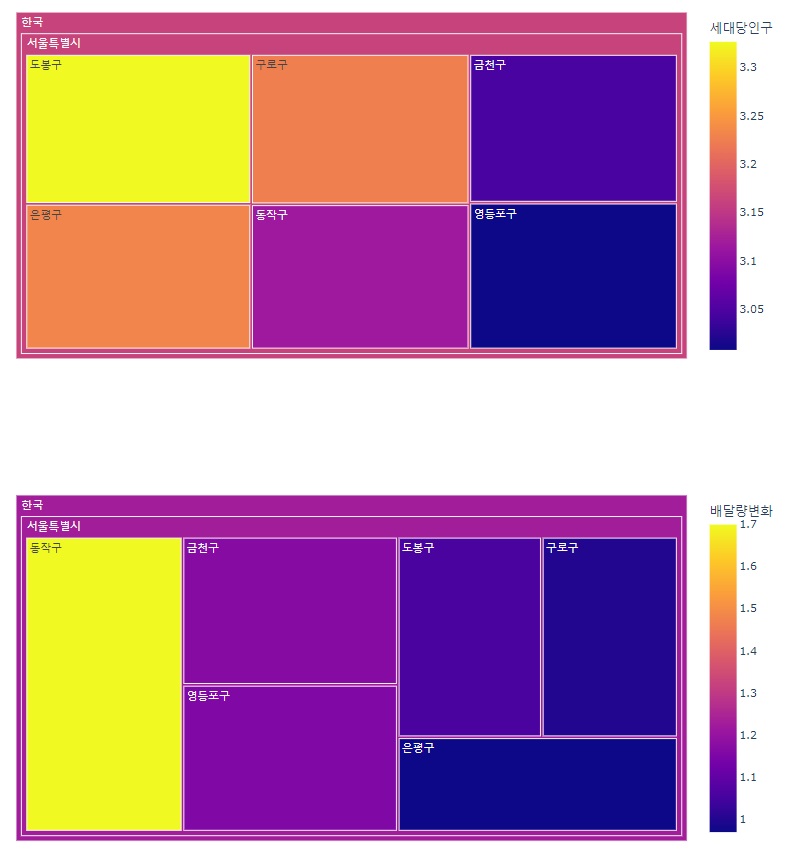 한국
서울특별시
도봉구
구로구
금천구
은평구
동작구
영등포구
세대당인구
3.3
3.25
3.2
3.15
3.1
3.05
한국
서울특별시
동작구
금천구
도봉구
구로구
영등포구
은평구
배달량변화
1.7
1.6
1.5
1.4
1.3
1.2
1.1
1